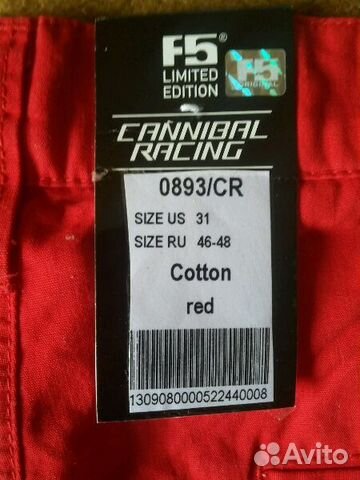 F5
LIMITED
EDITION
F5
ORIGINAL
CANNIBAL
RACING
0893/CR
SIZE US 31
SIZE RU 46-48
Cotton
red
1309080000522440008
Avito